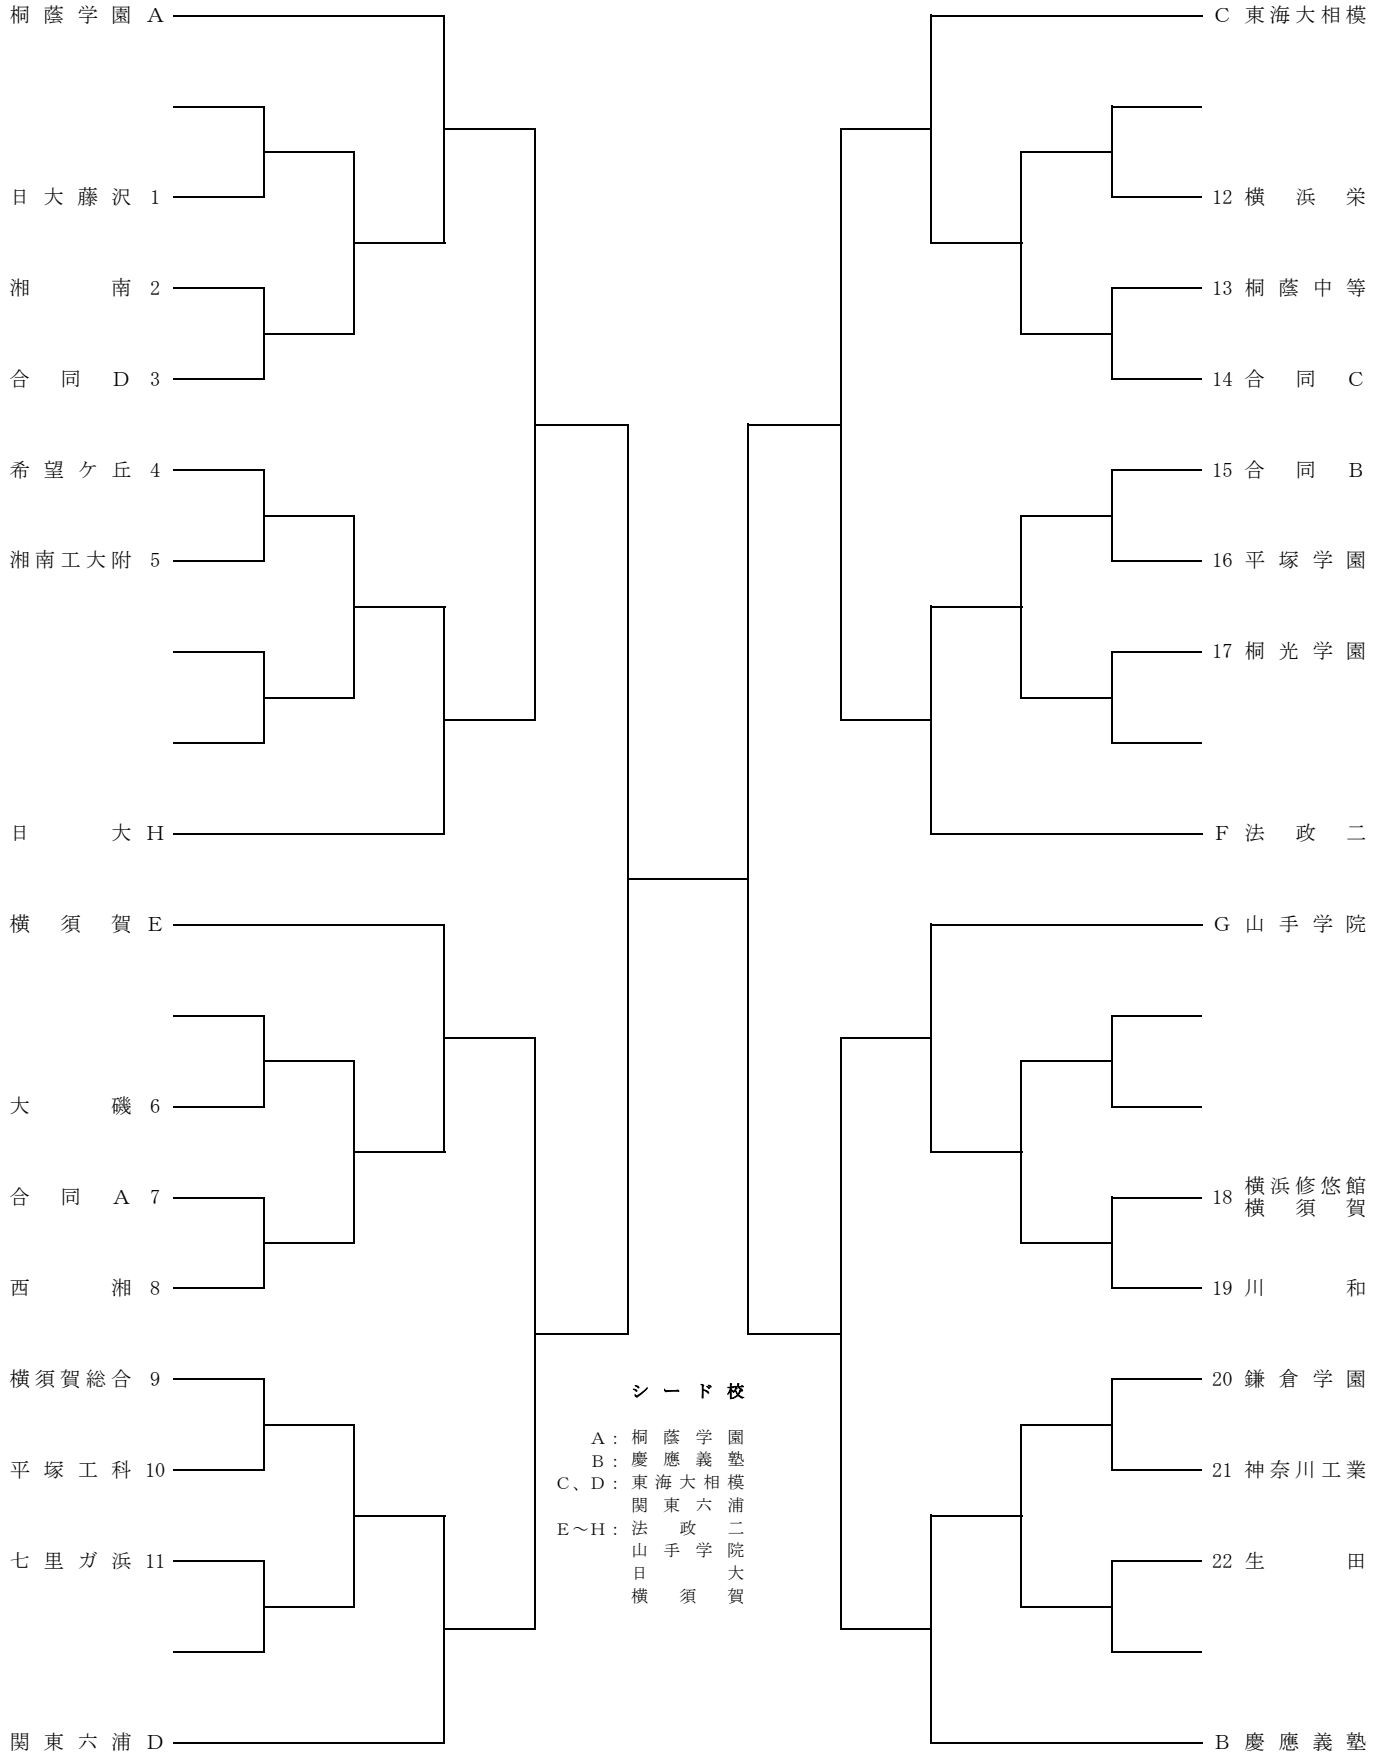 桐蔭学園 A
日大藤沢 1
湘南 2
合同D 3
希望ケ丘 4
湘南工大附 5
日大 H
横須賀 E
大磯 6
合同A 7
西湘 8
横須賀総合 9
平塚工科 10
七里ガ浜 11
関東六浦 D
C 東海大相模
12 横浜栄
13 桐蔭中等
14 合同C
15 合同B
16 平塚学園
17 桐光学園
F 法政二
G 山手学院
18 横浜修悠館
横須賀
19 川和
20 鎌倉学園
21 神奈川工業
22 生田
B 慶應義塾
シード校
A: 桐蔭学園
B: 慶應義塾
C、D: 東海大相模
関東六浦
E~H: 法政二
山手学院
日大
横須賀